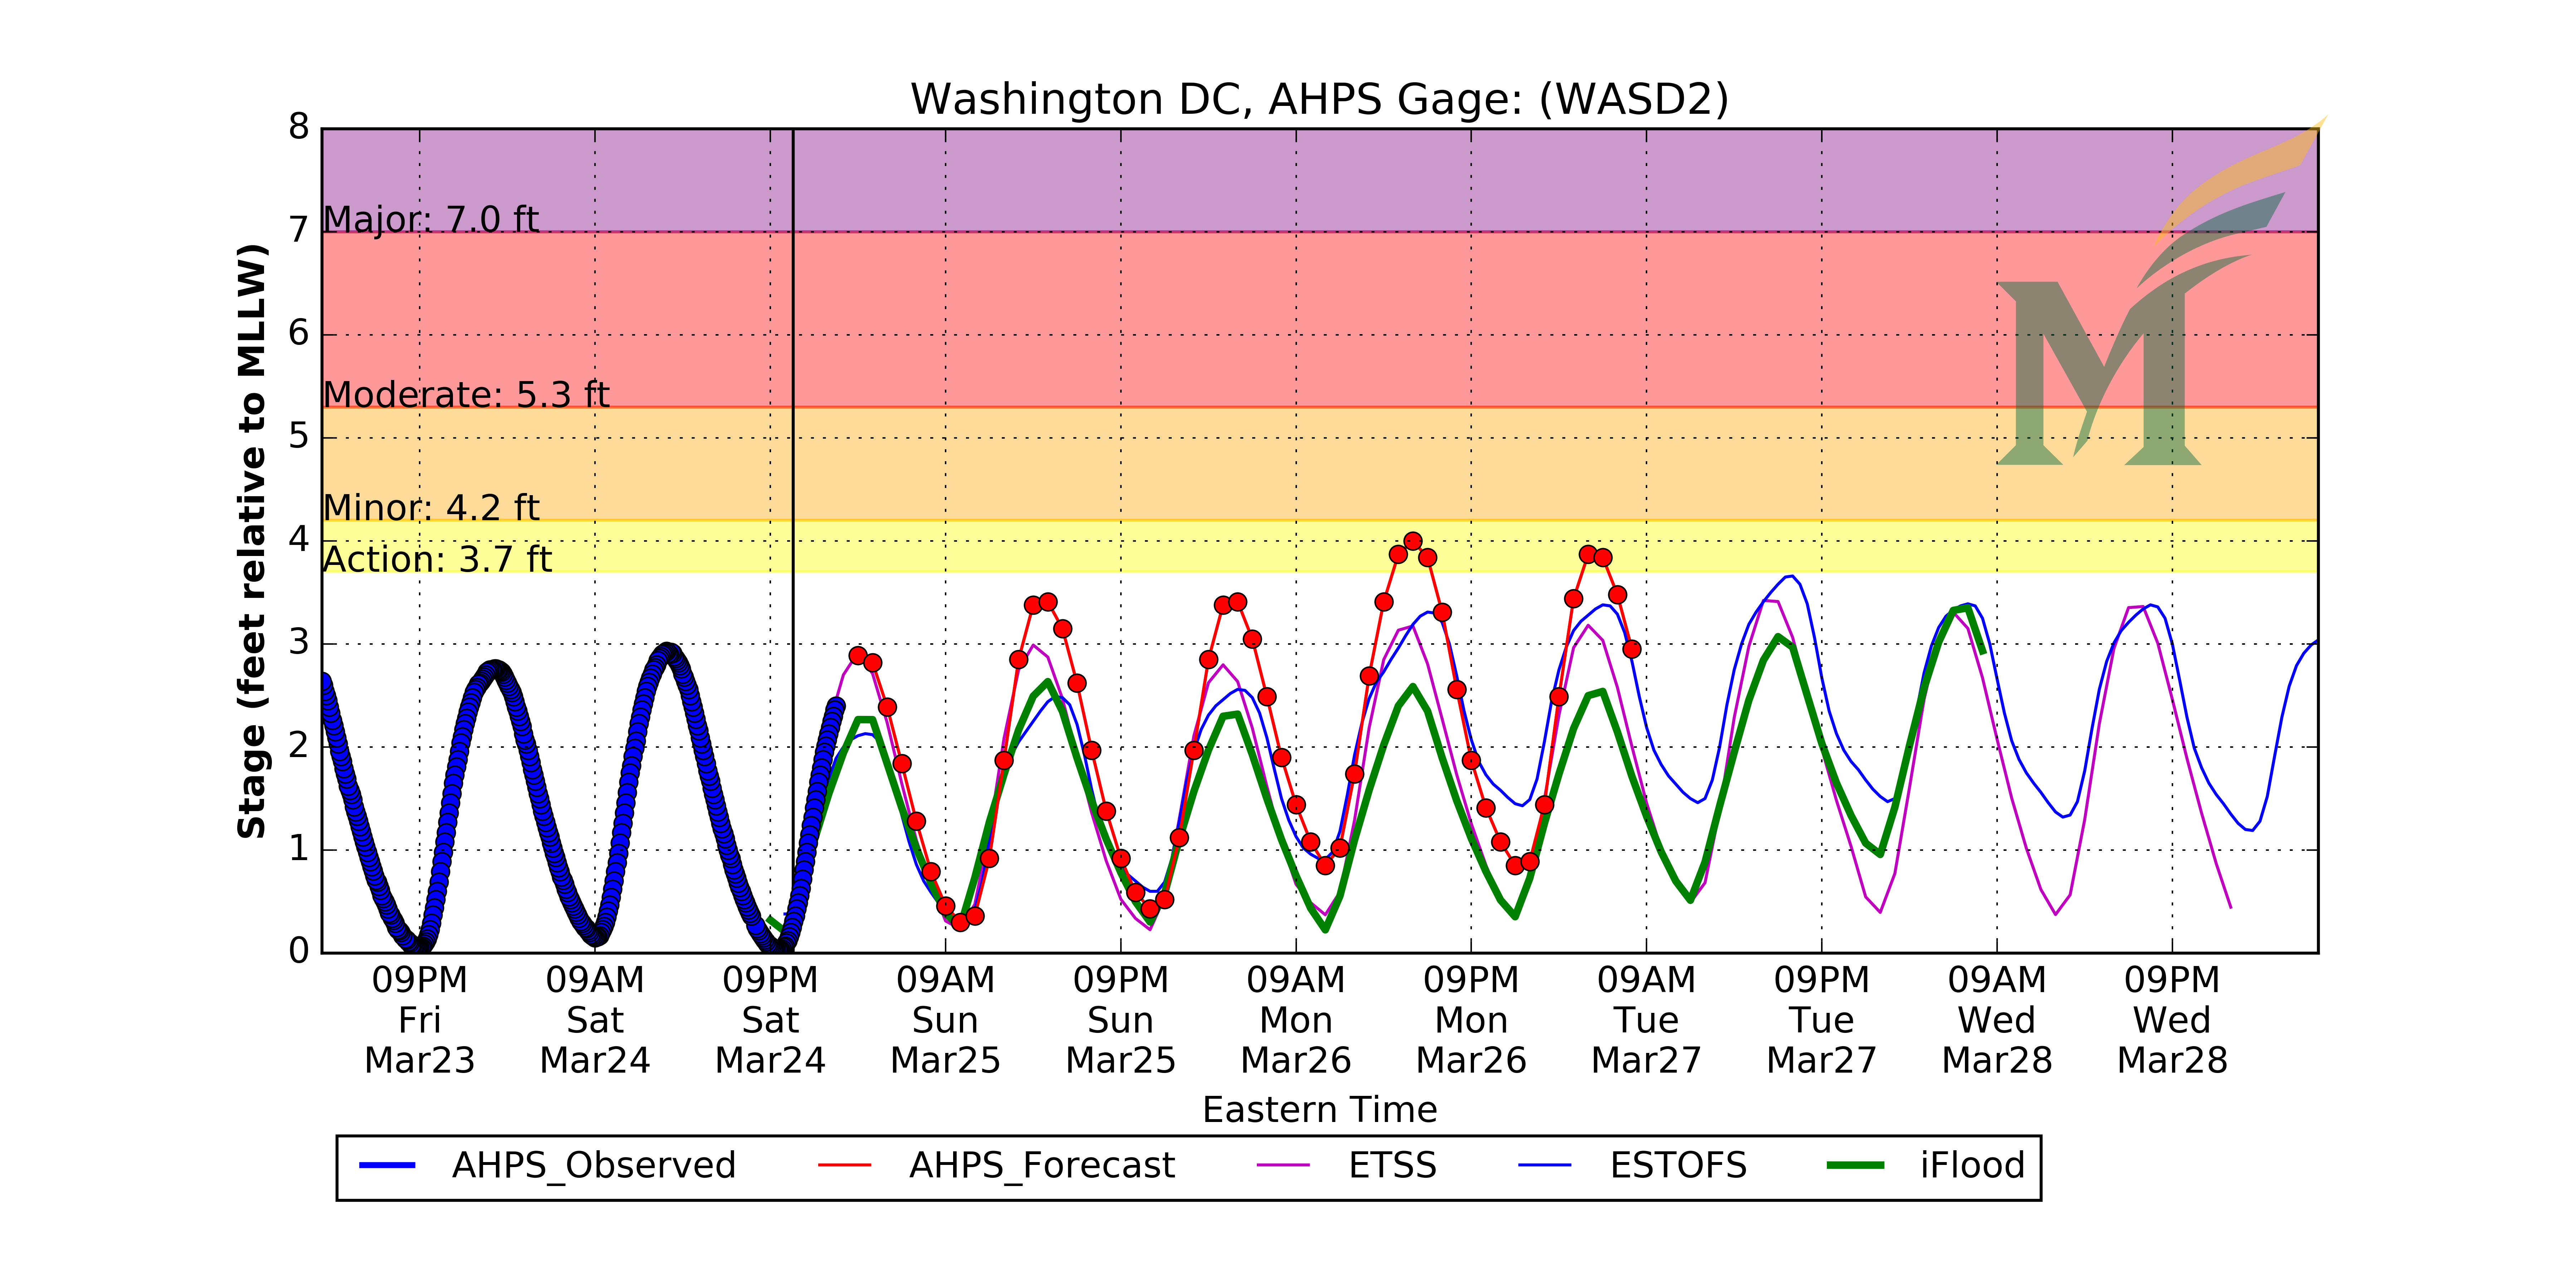 Washington DC, AHPS Gage: (WASD2)
8
7
6
5
4
3
2
1
0
Stage (feet relative to MLLW)
Major: 7.0 ft
Moderate: 5.3 ft
Minor: 4.2 ft
Action: 3.7 ft
09PM 09AM 09PM 09AM 09PM 09AM 09PM 09AM 09PM 09AM 09PM
Fri Sat Sat Sun Sun Mon Mon Tue Tue Wed Wed
Mar23 Mar24 Mar24 Mar25 Mar25 Mar26 Mar26 Mar27 Mar27 Mar28 Mar28
Eastern Time
AHPS_Observed AHPS_Forecast ETSS ESTOFS iFlood
M